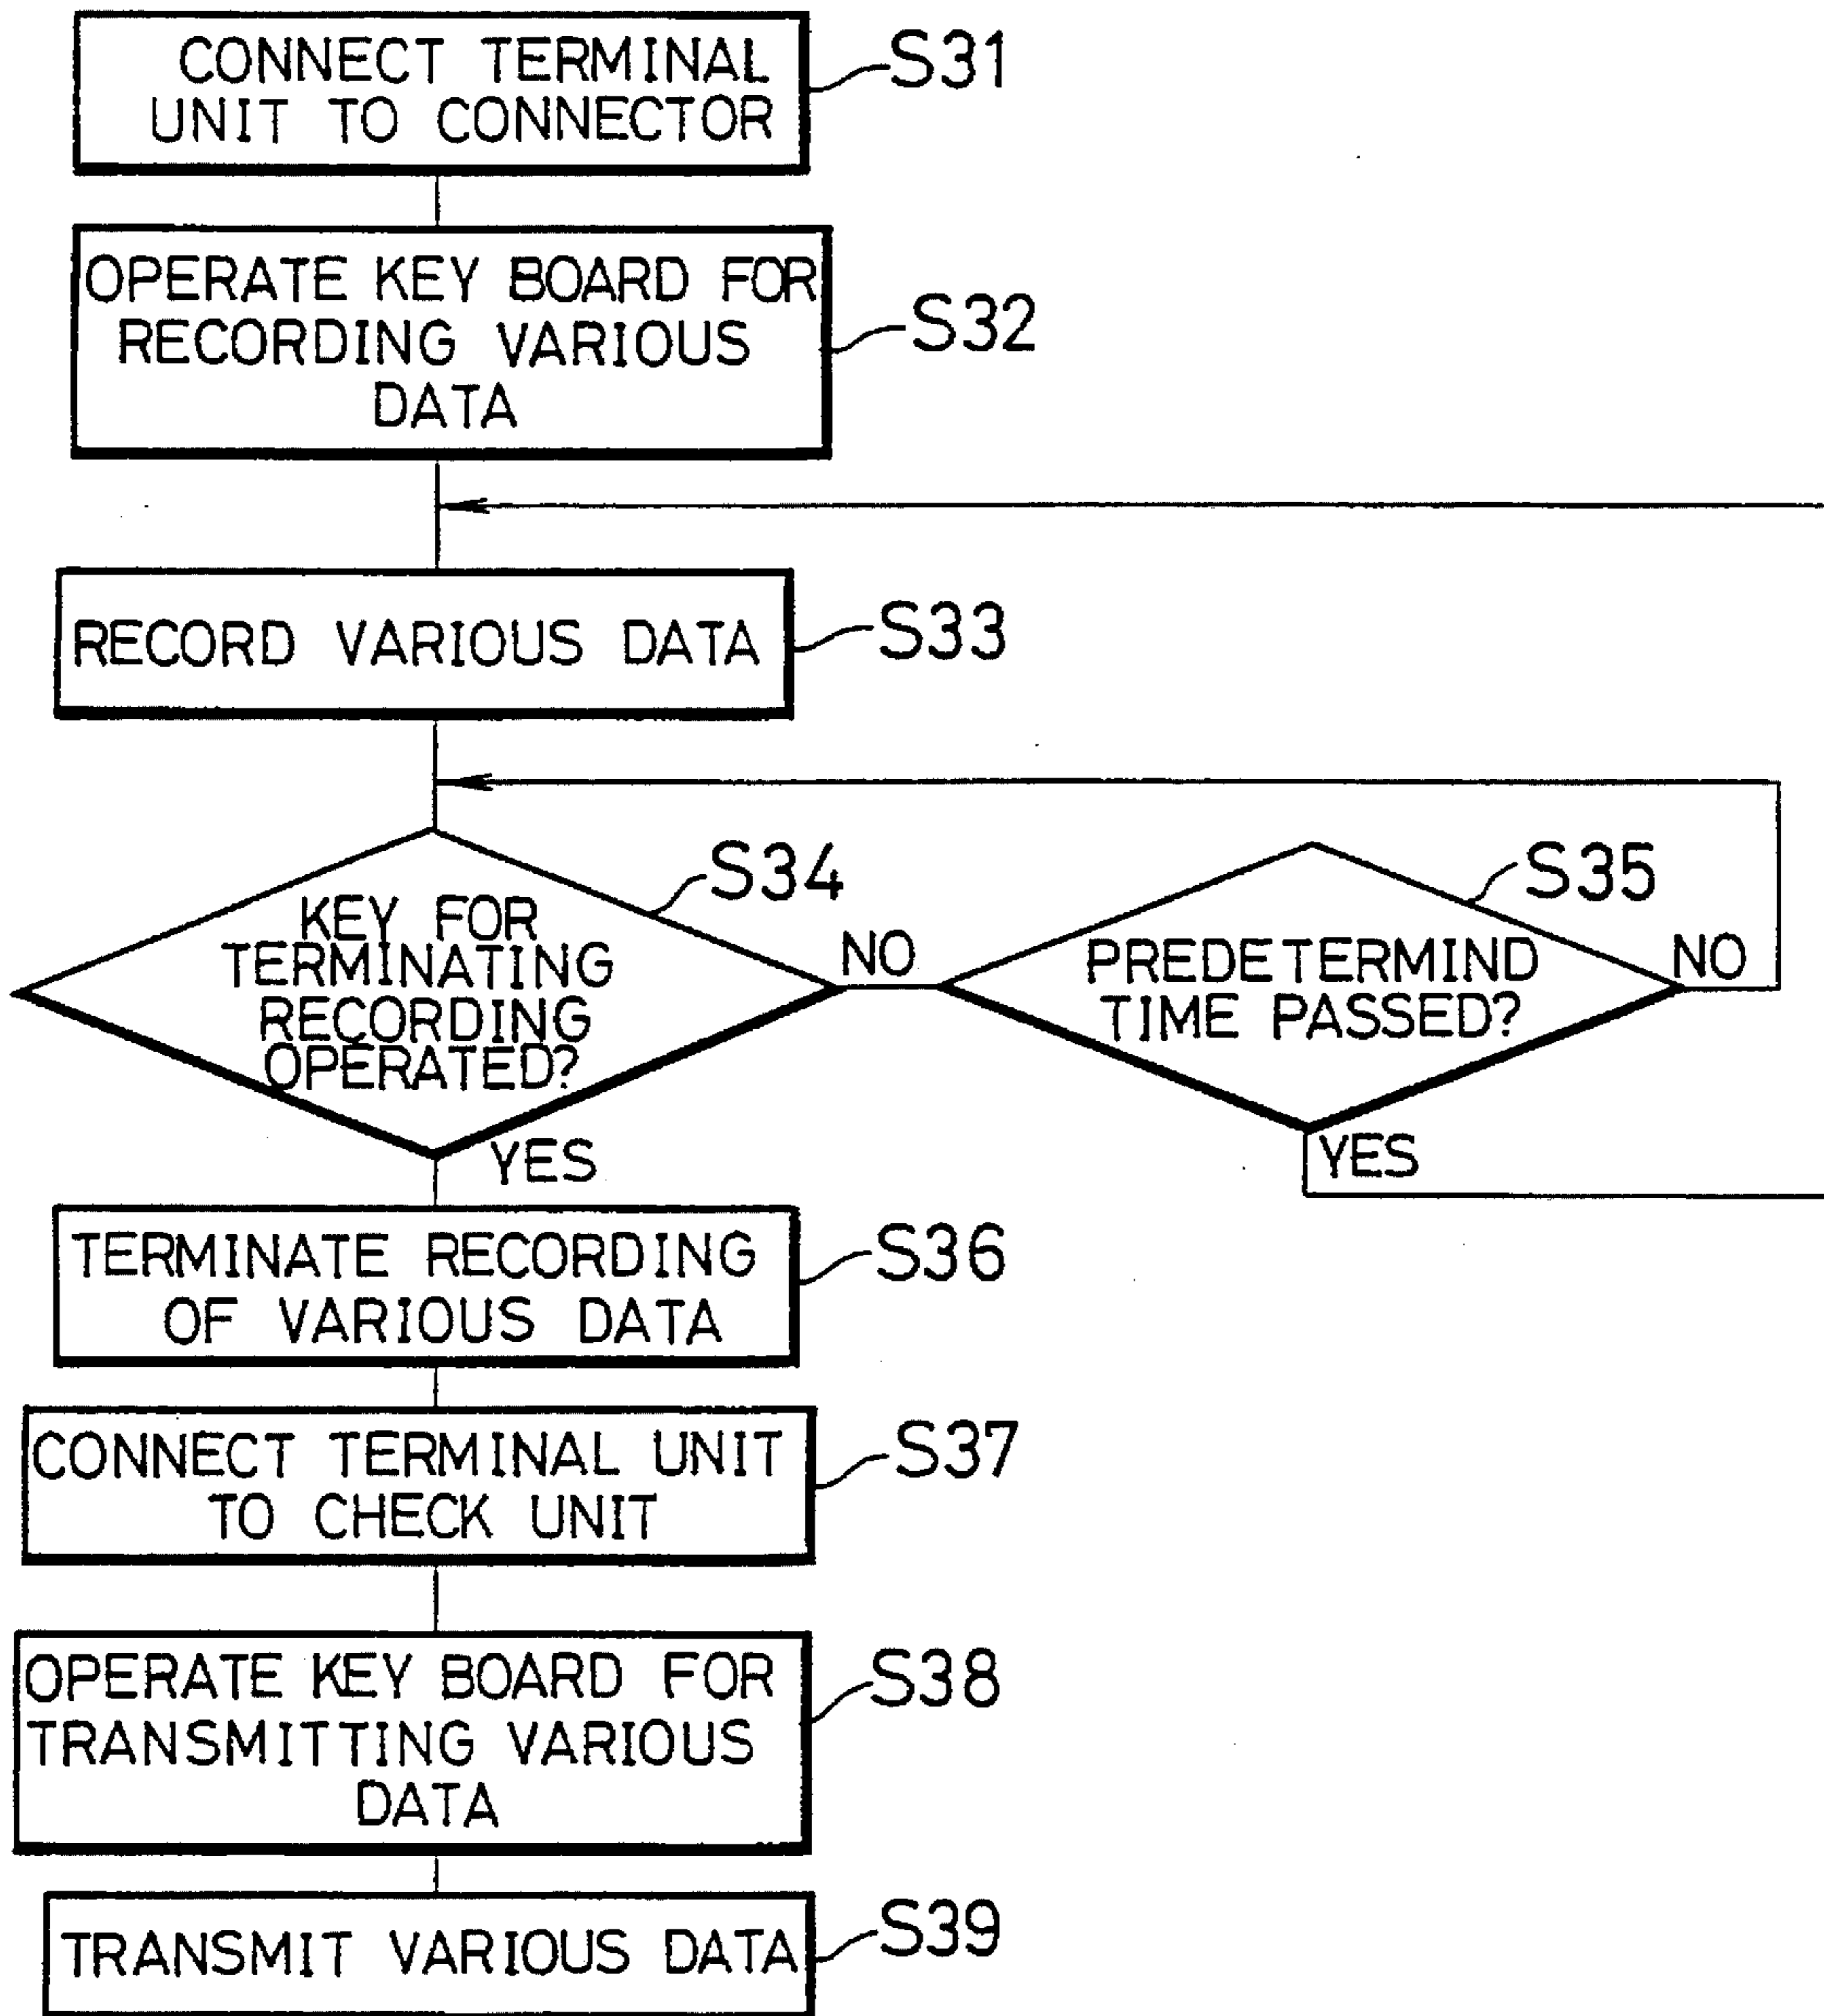 CONNECT TERMINAL
UNIT TO CONNECTOR
S31
OPERATE KEY BOARD FOR
RECORDING VARIOUS
DATA
S32
RECORD VARIOUS DATA
S33
KEY FOR
TERMINATING
RECORDING
OPERATED?
S34
NO
YES
PREDETERMIND
TIME PASSED?
S35
NO
YES
TERMINATE RECORDING
OF VARIOUS DATA
S36
CONNECT TERMINAL UNIT
TO CHECK UNIT
S37
OPERATE KEY BOARD FOR
TRANSMITTING VARIOUS
DATA
S38
TRANSMIT VARIOUS DATA
S39